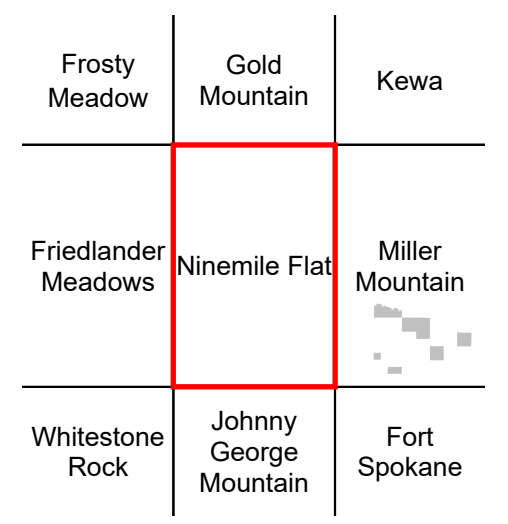 Frosty
Meadow
Gold
Mountain
Kewa
Friedlander
Meadows
Ninemile Flat
Miller
Mountain
Whitestone
Rock
Johnny
George
Mountain
Fort
Spokane